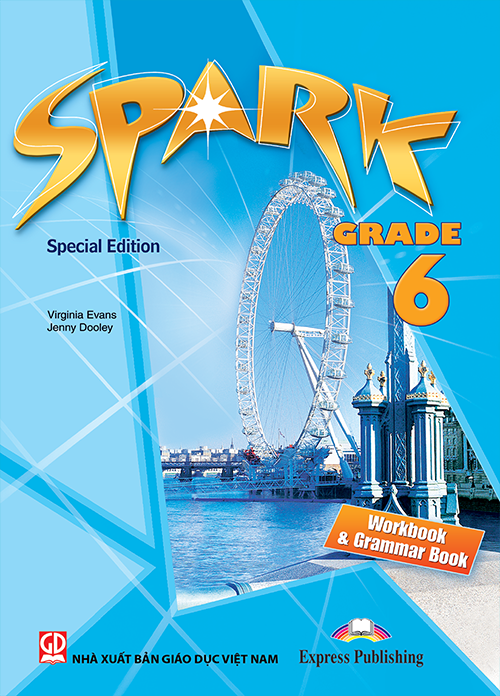 SPARK
GRADE
6
Special Edition
Virginia Evans
Jenny Dooley
Workbook
& Grammar Book
GD
NHÀ XUẤT BẢN GIÁO DỤC VIỆT NAM
Express Publishing